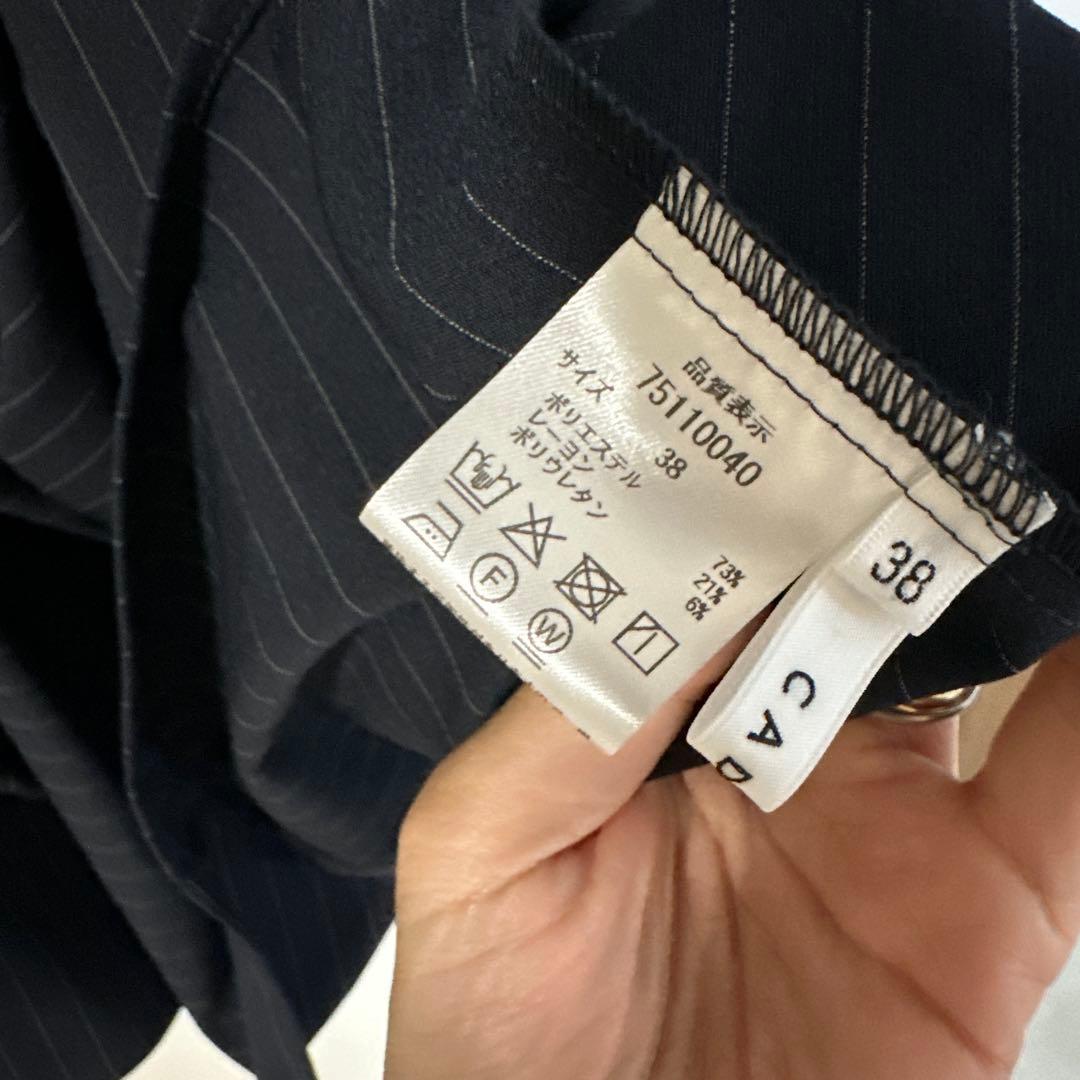 品質表示
75110040
サイズ 38
ポリエステル 73%
レーヨン 21%
ポリウレタン 6%
F
W
38
CA